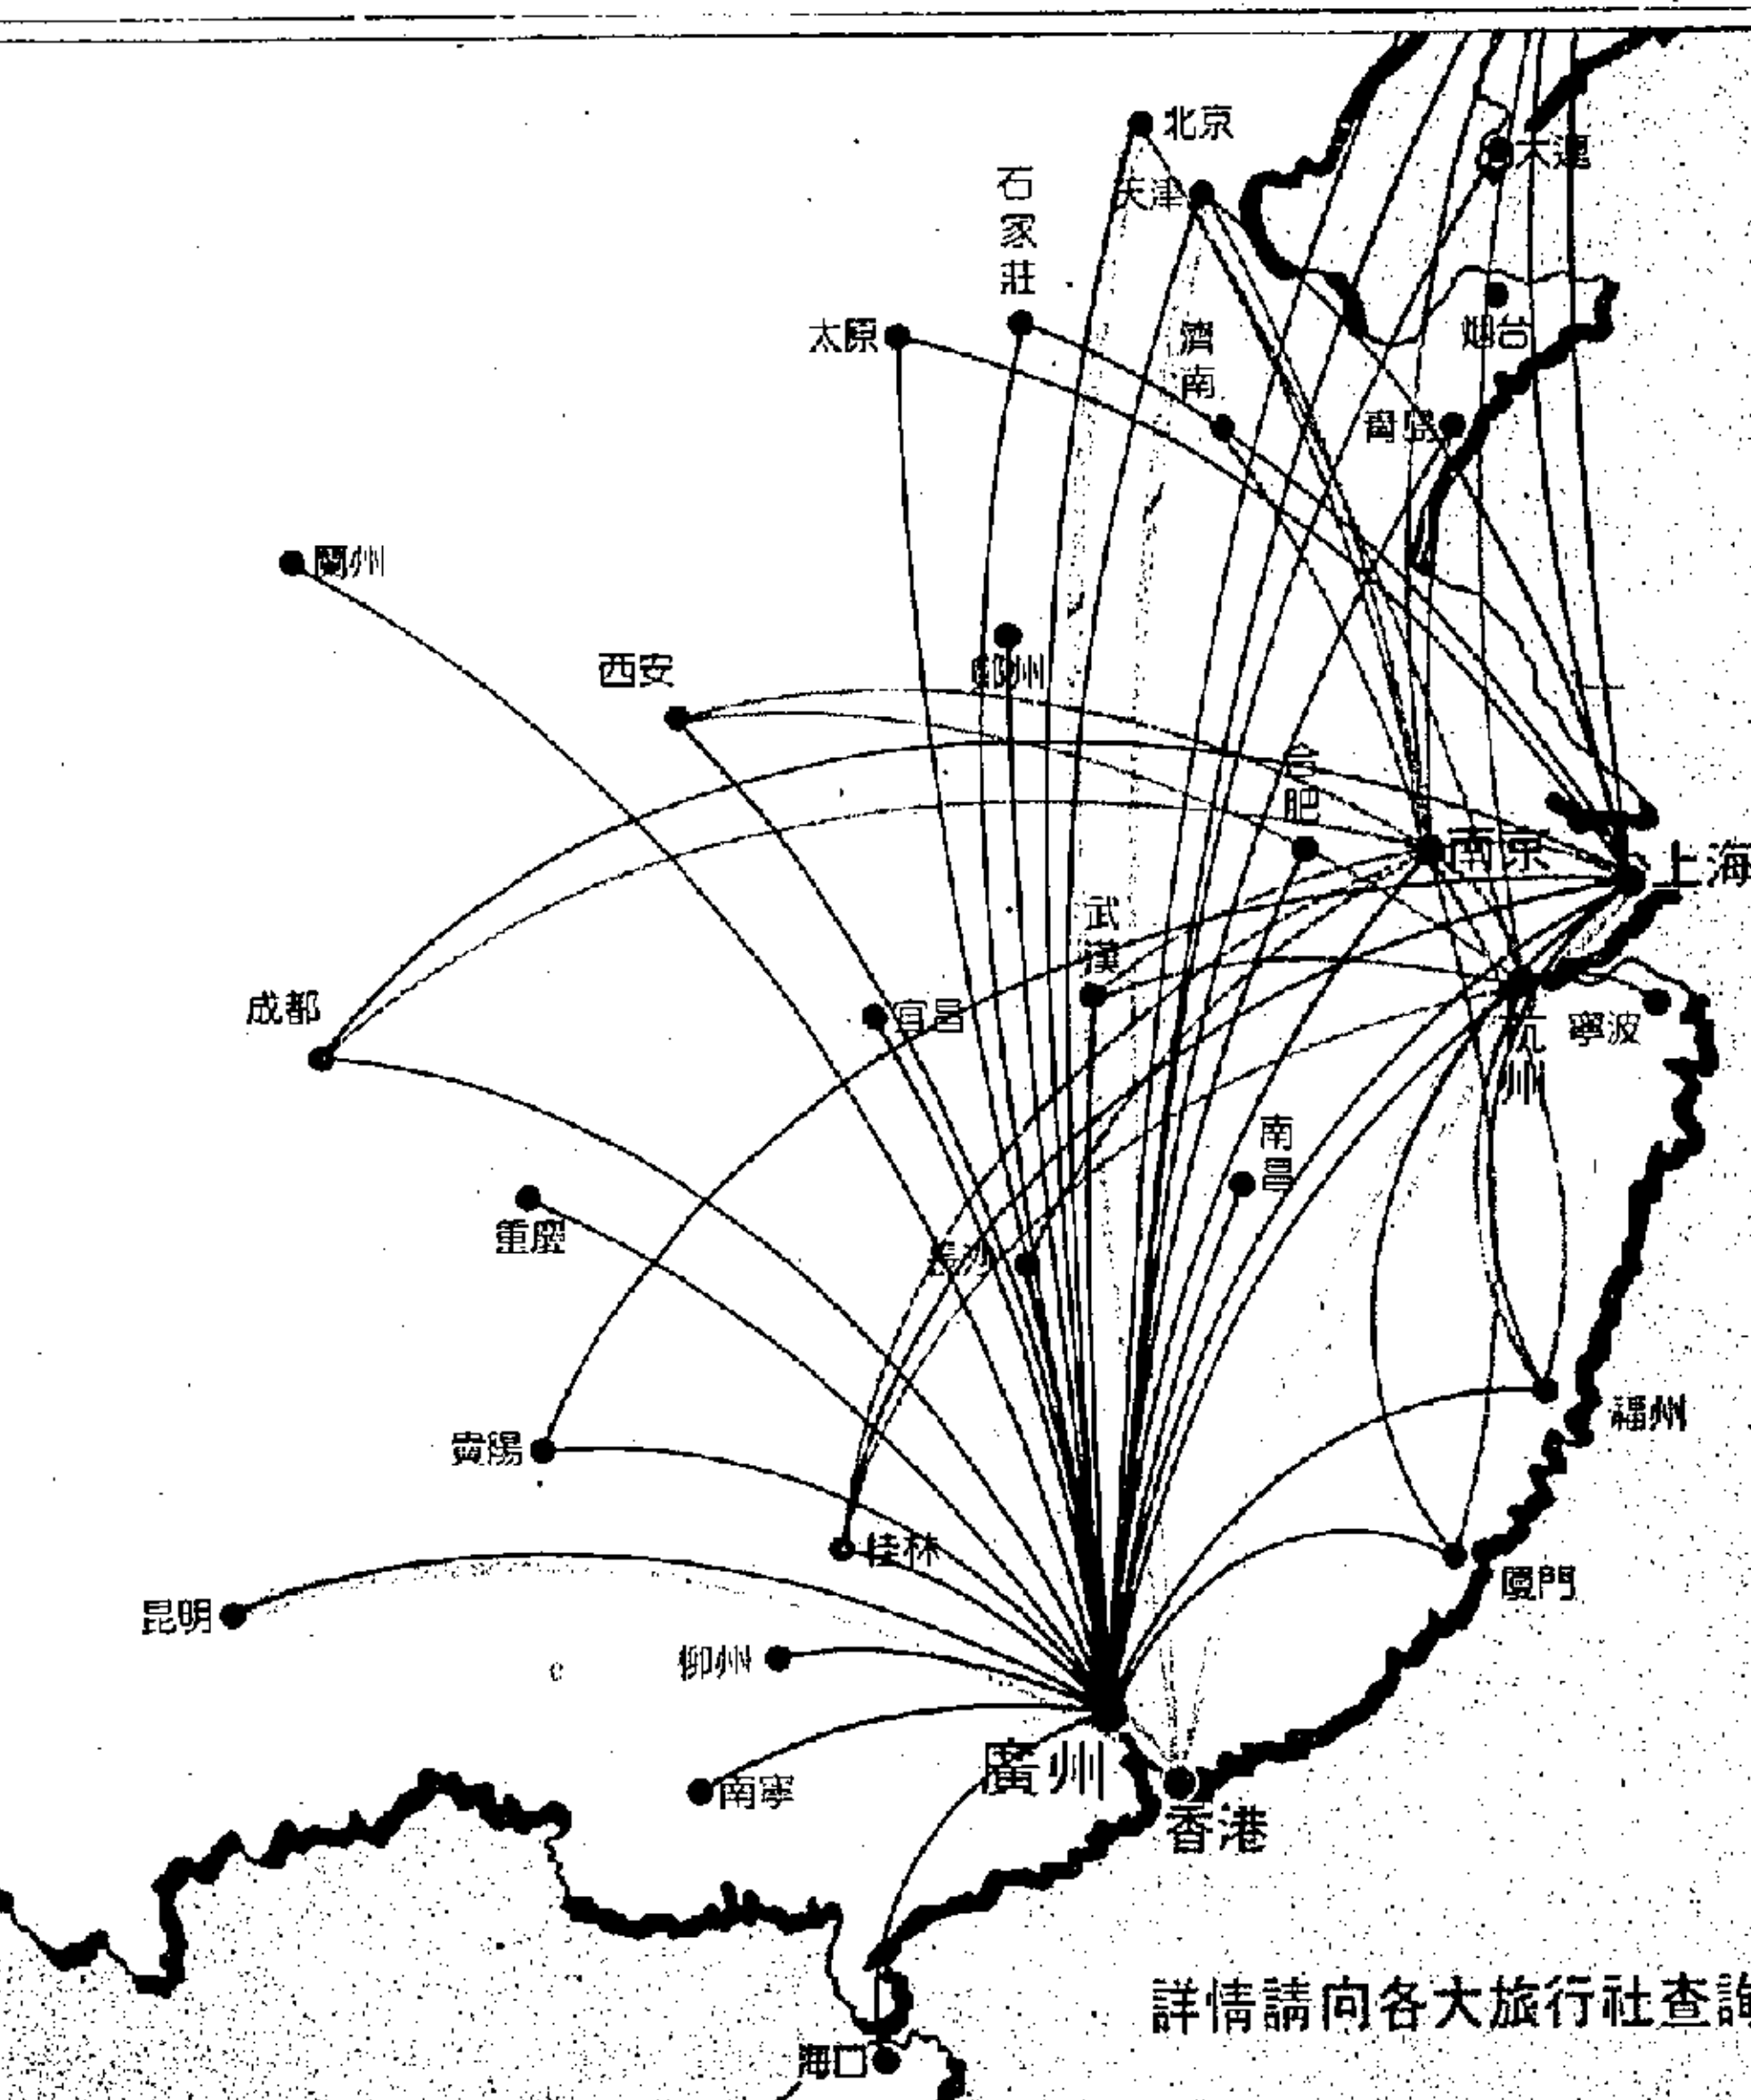 北京
大連
天津
石家莊
太原
濟南
烟台
青島
蘭州
西安
鄭州
合肥
南京
上海
武漢
成都
宜昌
杭州
寧波
南昌
重慶
長沙
福州
貴陽
桂林
厦門
昆明
柳州
廣州
南寧
香港
詳情請向各大旅行社查詢
海口